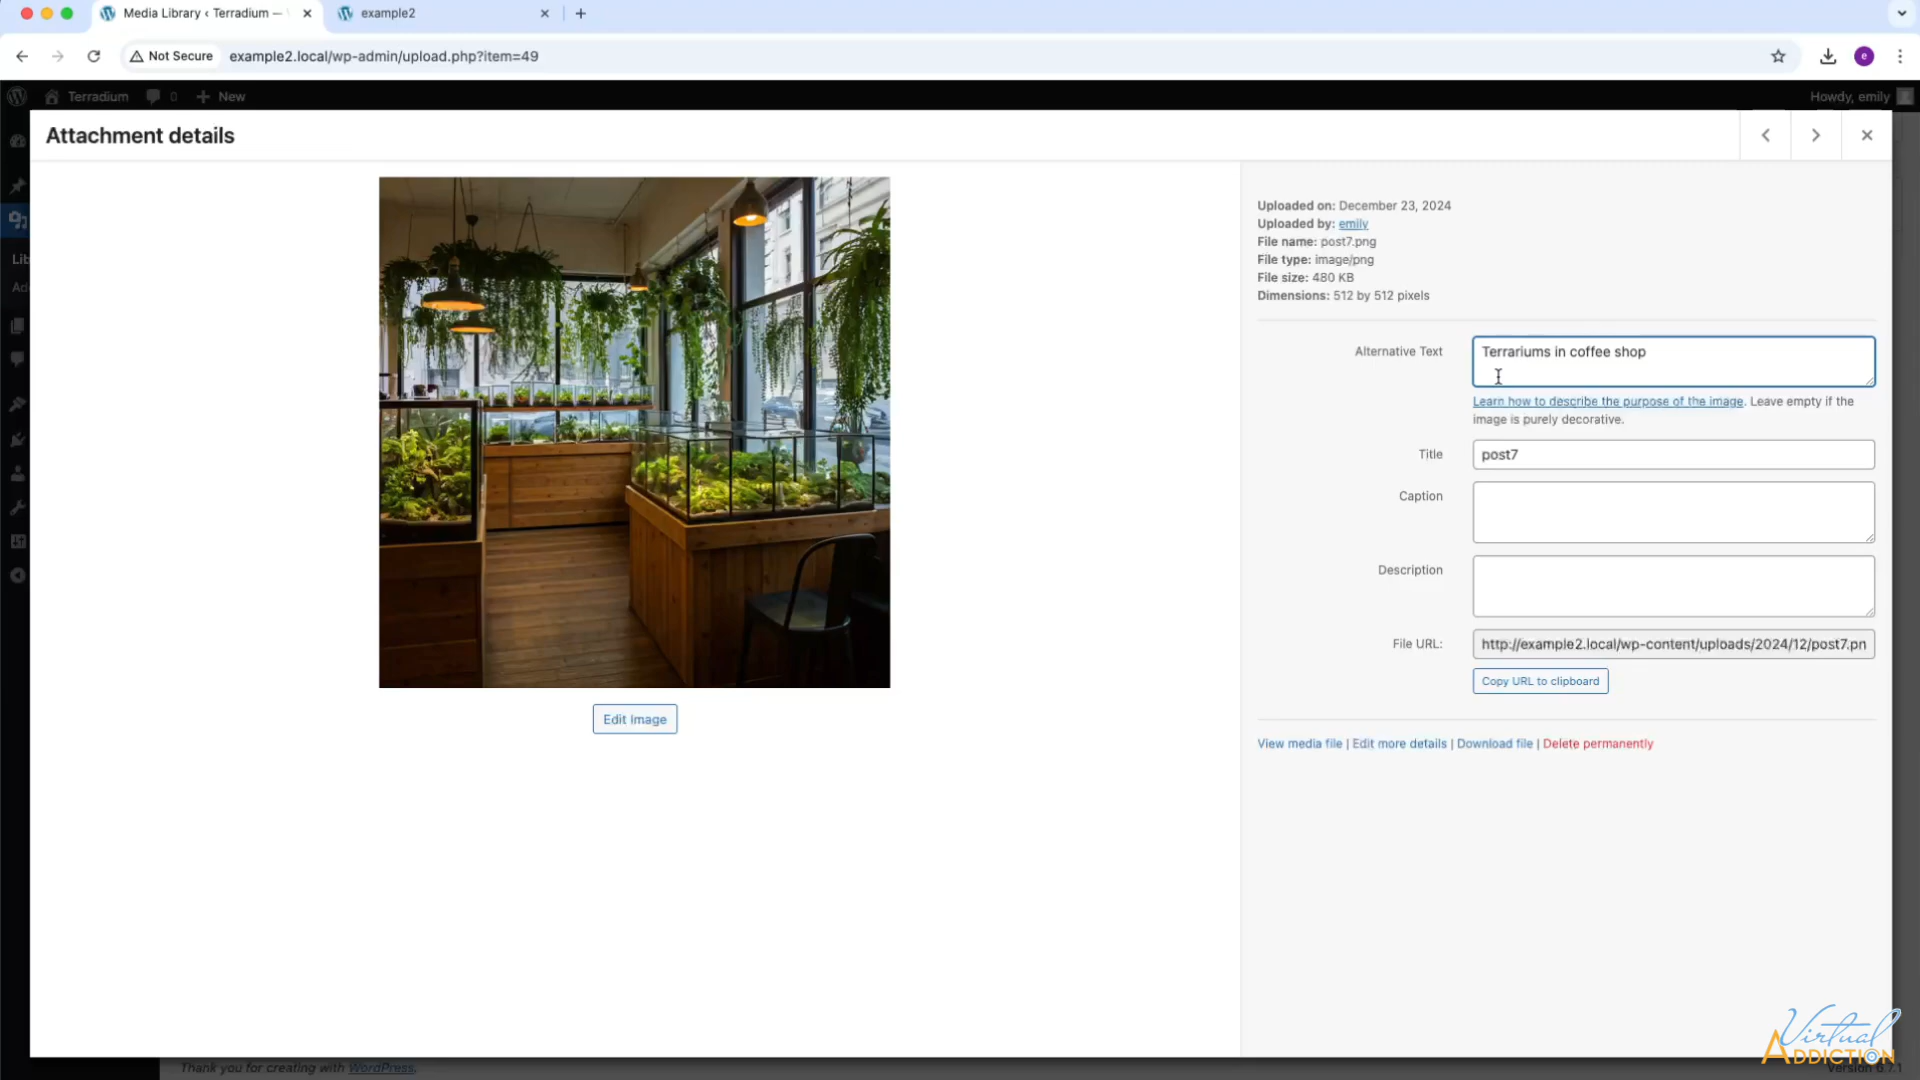 Media Library ‹ Terradium —
example2
Not Secure
example2.local/wp-admin/upload.php?item=49
e
Terradium
0
New
Howdy, emily
Attachment details
Lib
Uploaded on: December 23, 2024
Uploaded by: emily
File name: post7.png
File type: image/png
File size: 480 KB
Dimensions: 512 by 512 pixels
Alternative Text
Terrariums in coffee shop
Learn how to describe the purpose of the image. Leave empty if the
image is purely decorative.
Title
post7
Caption
Description
File URL:
http://example2.local/wp-content/uploads/2024/12/post7.pn
Copy URL to clipboard
Edit Image
View media file | Edit more details | Download file | Delete permanently
Virtual
ADDICTION
Thank you for creating with WordPress.
Version 6.7.1